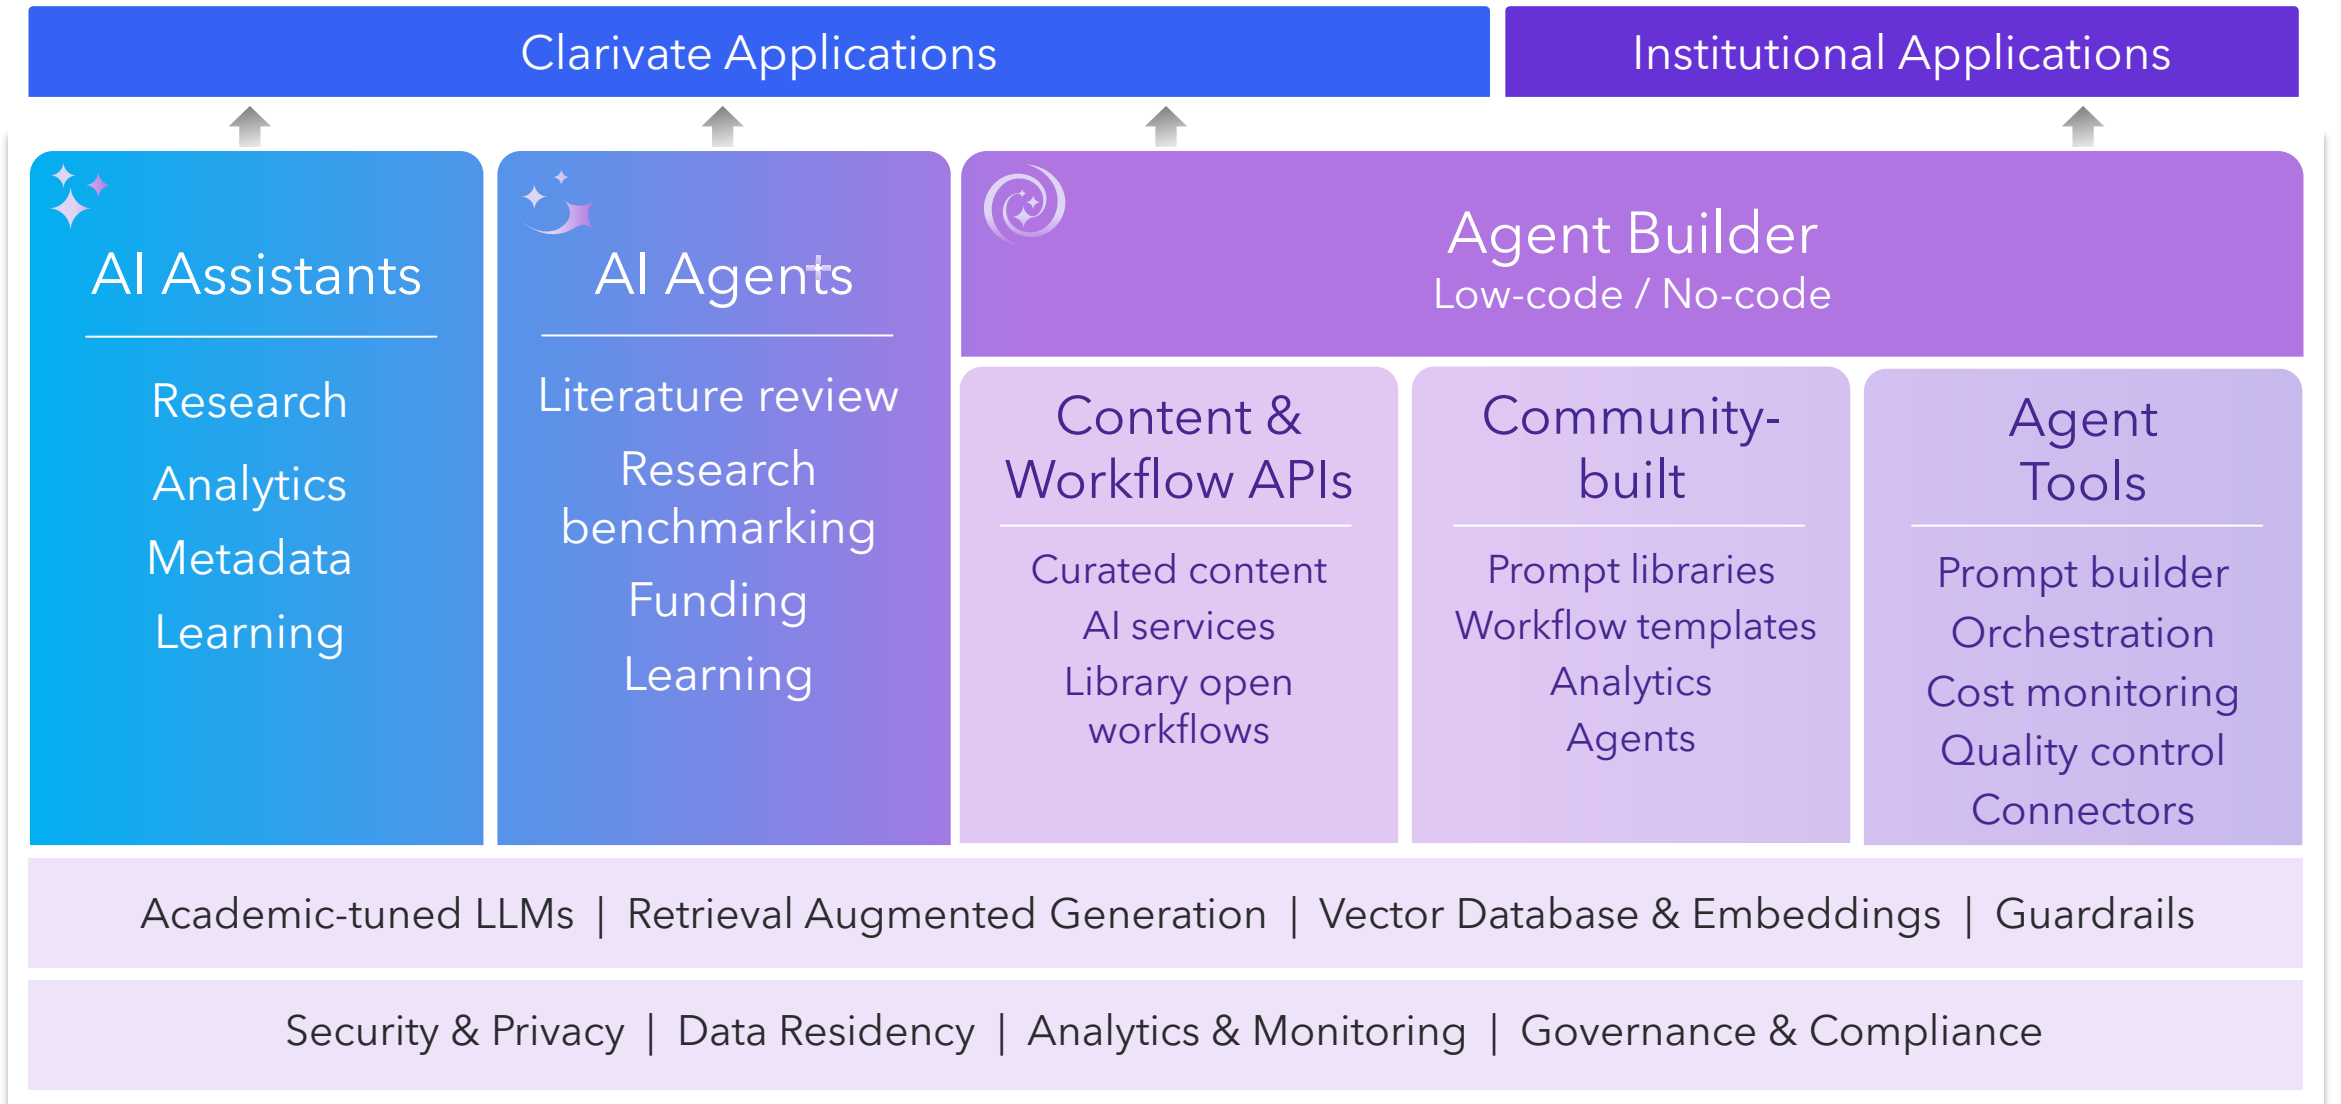 Clarivate Applications
Institutional Applications
AI Assistants
Research
Analytics
Metadata
Learning
AI Agents
Literature review
Research
benchmarking
Funding
Learning
Agent Builder
Low-code / No-code
Content &
Workflow APIs
Curated content
AI services
Library open
workflows
Community-
built
Prompt libraries
Workflow templates
Analytics
Agents
Agent
Tools
Prompt builder
Orchestration
Cost monitoring
Quality control
Connectors
Academic-tuned LLMs | Retrieval Augmented Generation | Vector Database & Embeddings | Guardrails
Security & Privacy | Data Residency | Analytics & Monitoring | Governance & Compliance